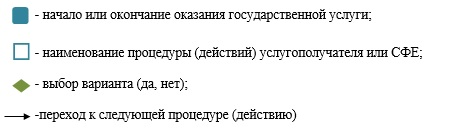 - начало или окончание оказания государственной услуги;
- наименование процедуры (действий) услугополучателя или СФЕ;
- выбор варианта (да, нет);
-переход к следующей процедуре (действию)